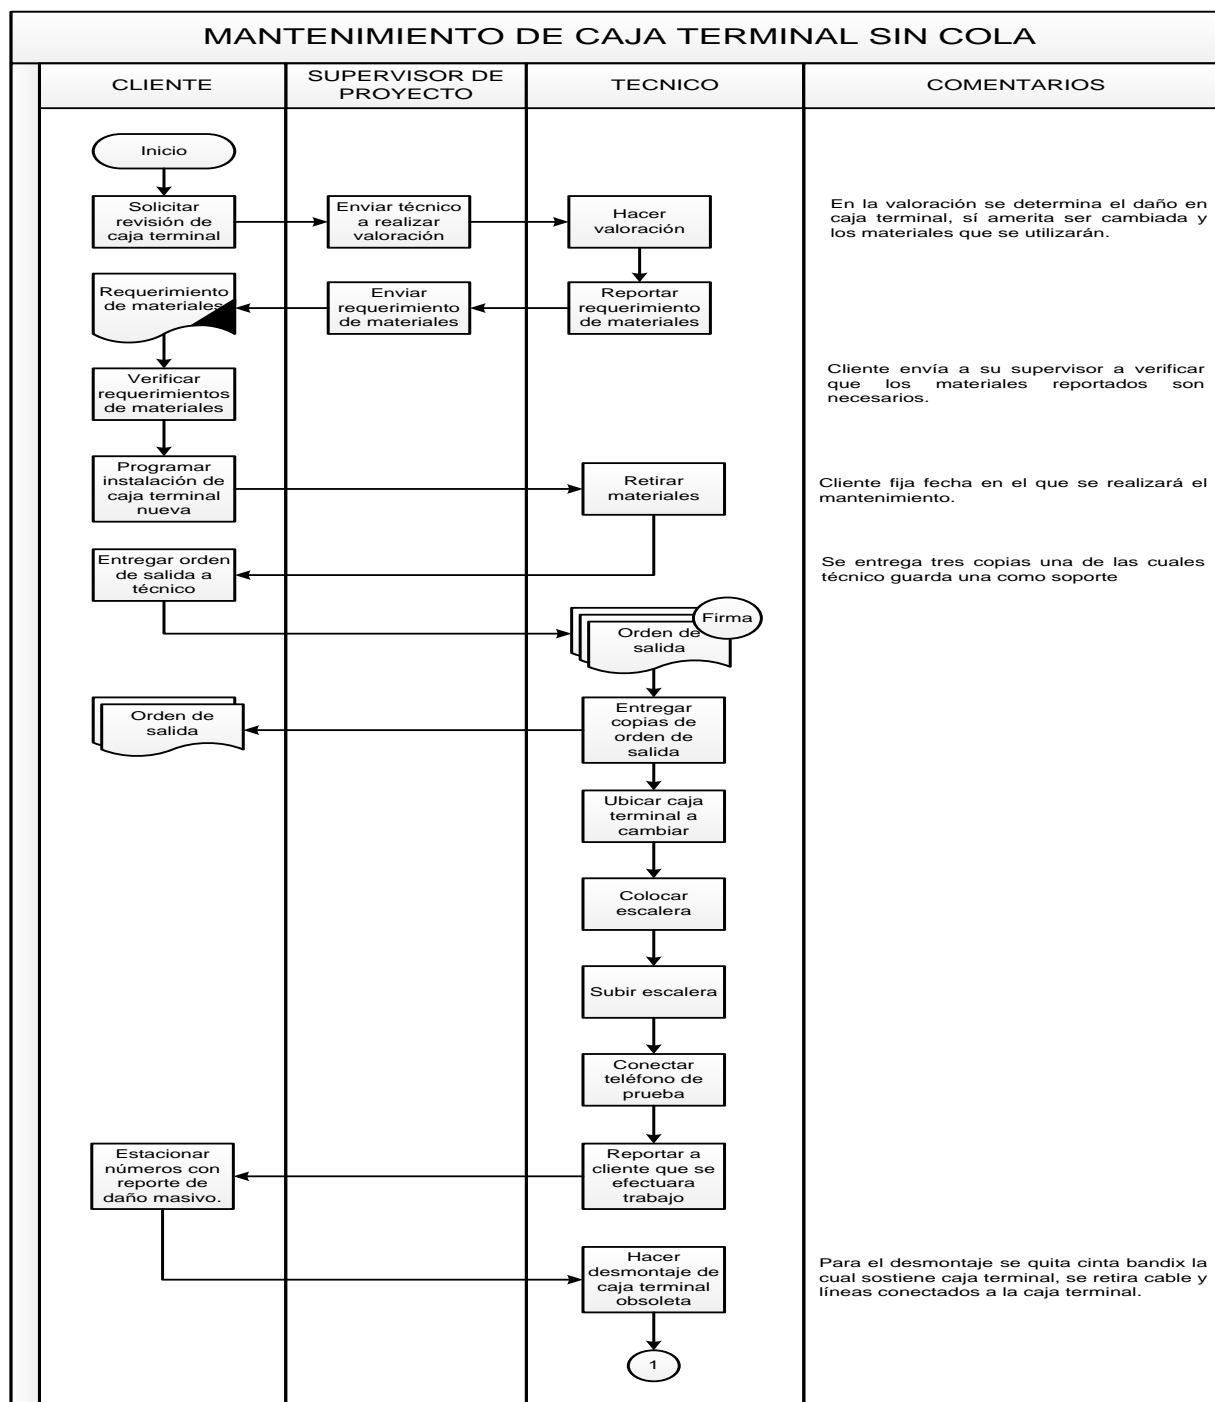 MANTENIMIENTO DE CAJA TERMINAL SIN COLA
CLIENTE
SUPERVISOR DE
PROYECTO
TECNICO
COMENTARIOS
Inicio
Solicitar
revisión de
caja terminal
Enviar técnico
a realizar
valoración
Hacer
valoración
En la valoración se determina el daño en
caja terminal, sí amerita ser cambiada y
los materiales que se utilizarán.
Requerimiento
de materiales
Enviar
requerimiento
de materiales
Reportar
requerimiento
de materiales
Verificar
requerimientos
de materiales
Cliente envía a su supervisor a verificar
que los materiales reportados son
necesarios.
Programar
instalación de
caja terminal
nueva
Retirar
materiales
Cliente fija fecha en el que se realizará el
mantenimiento.
Entregar orden
de salida a
técnico
Se entrega tres copias una de las cuales
técnico guarda una como soporte
Firma
Orden de
salida
Orden de
salida
Entregar
copias de
orden de
salida
Ubicar caja
terminal a
cambiar
Colocar
escalera
Subir escalera
Conectar
teléfono de
prueba
Estacionar
números con
reporte de
daño masivo.
Reportar a
cliente que se
efectuara
trabajo
Hacer
desmontaje de
caja terminal
obsoleta
Para el desmontaje se quita cinta bandix la
cual sostiene caja terminal, se retira cable y
líneas conectados a la caja terminal.
1